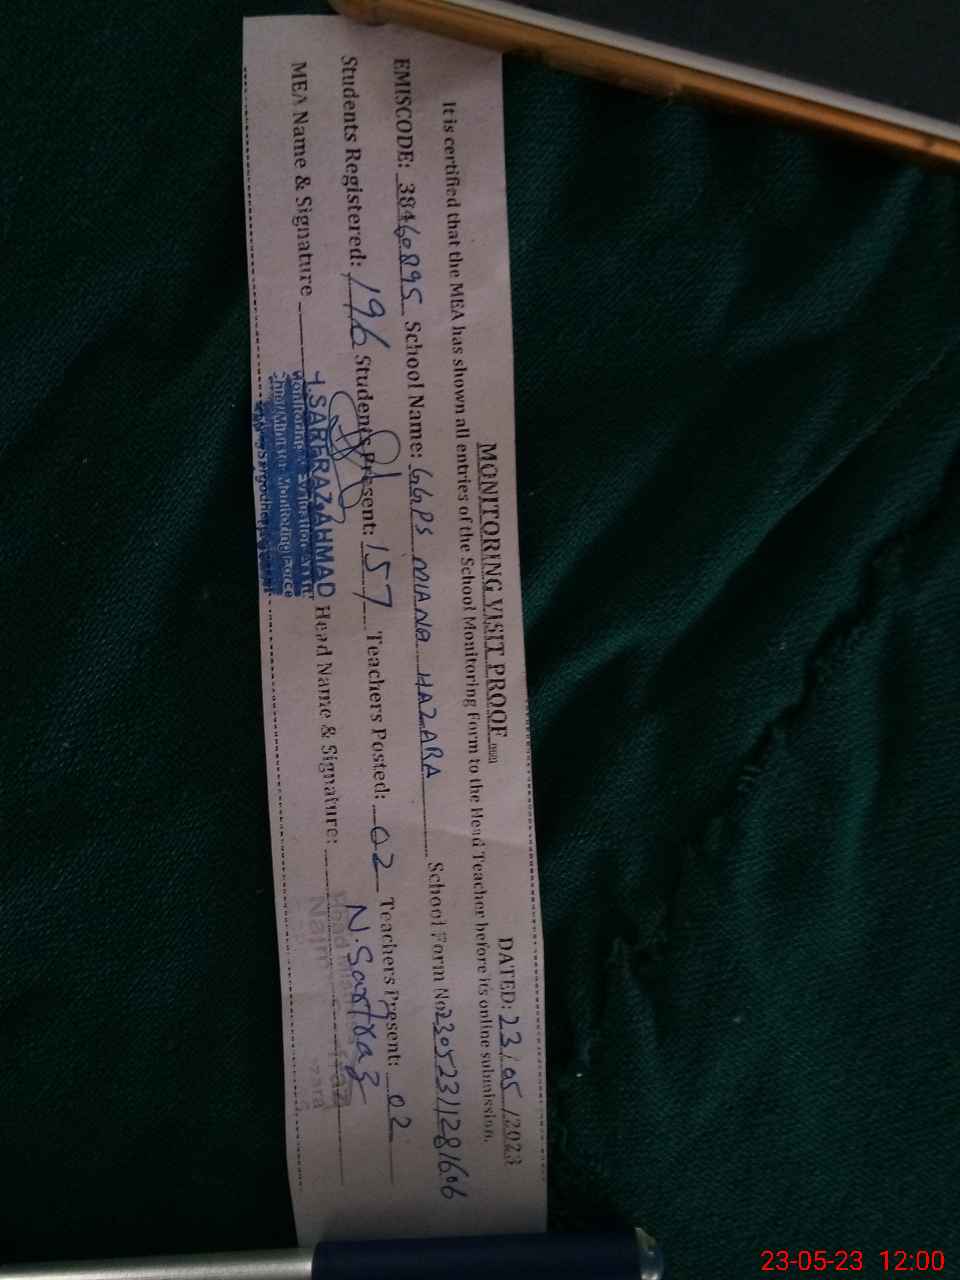 MONITORING VISIT PROOF
DATED: 23/05/2023
It is certified that the MEA has shown all entries of the School Monitoring Form to the Head Teacher before its online submission.
EMISCODE: 38460895 School Name: GGPS MIANA HAZARA School Form No 23052311281606
Students Registered: 196 Students Present: 157 Teachers Posted: 02 Teachers Present: 02
MEA Name & Signature Head Name & Signature: N. Sarfraz
SARFRAZ AHMAD
Head
23-05-23 12:00